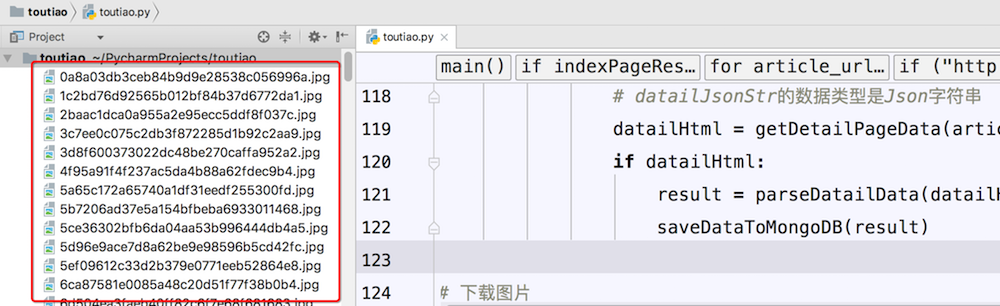 toutiao
toutiao.py
Project
toutiao.py
toutiao ~/PycharmProjects/toutiao
0a8a03db3ceb84b9d9e28538c056996a.jpg
1c2bd76d92565b012bf84b37d6772da1.jpg
2baac1dca0a955a2e95ecc5ddf8f037c.jpg
3c7ee0c075c2db3f872285d1b92c2aa9.jpg
3d8f600373022dc48be270caffa952a2.jpg
4f95a91f4f237ac5da4b88a62fdec9b4.jpg
5a65c172a65740a1df31eedf255300fd.jpg
5b7206ad37e5a154bfbeba6933011468.jpg
5ce36302bfb6da04aa53b996444db4a5.jpg
5d96e9ace7d8a62be9e98596b5cd42fc.jpg
5ef09612c33d2b379e0771eeb52864e8.jpg
6ca87581e0085a48c20d51f77f38b0b4.jpg
main() if indexPageRes… for article_url… if ("http
118 # datailJsonStr的数据类型是Json字符串
119 datailHtml = getDetailPageData(artic
120 if datailHtml:
121 result = parseDatailData(datailH
122 saveDataToMongoDB(result)
123
124 # 下载图片